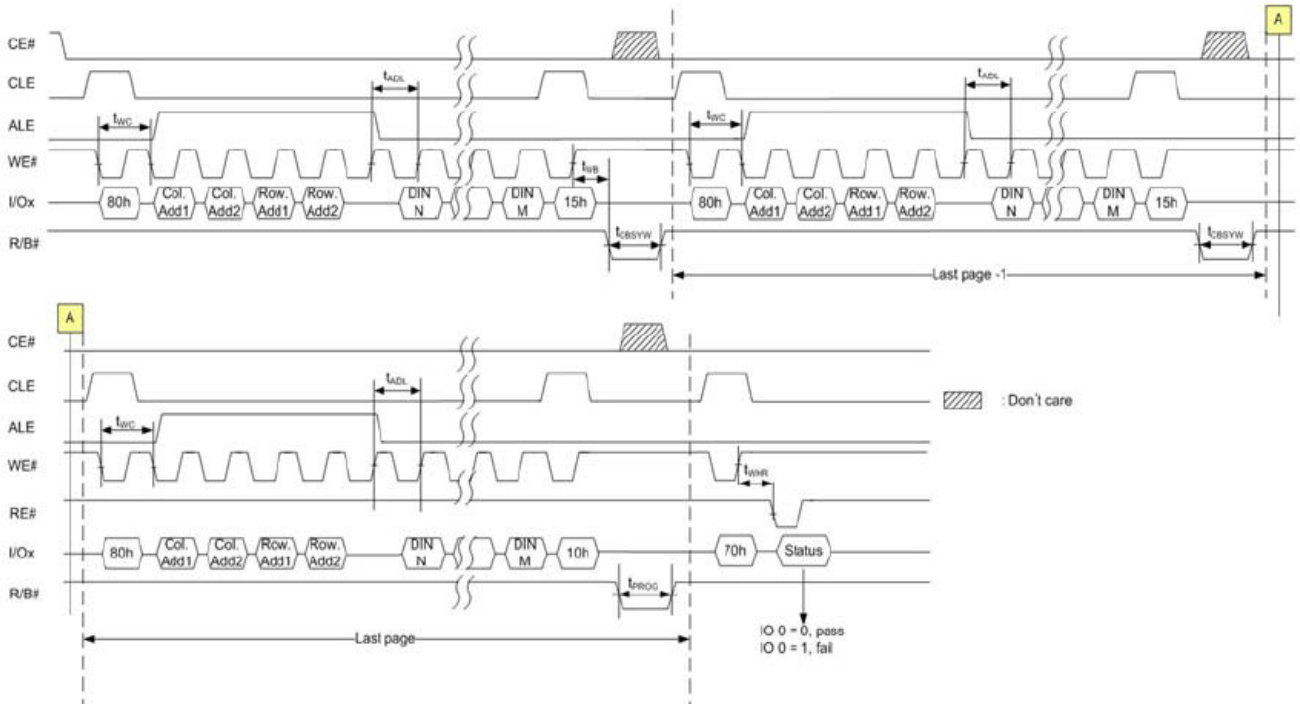 A
CE#
CLE
tADL tADL
ALE
tWC tWC
WE#
tWB
I/Ox 80h Col. Add1 Col. Add2 Row. Add1 Row. Add2 DIN N DIN M 15h 80h Col. Add1 Col. Add2 Row. Add1 Row. Add2 DIN N DIN M 15h
R/B# tCBSYW tCBSYW
Last page -1
A
CE#
CLE
tADL
: Don't care
ALE
tWC
WE#
tWHR
RE#
I/Ox 80h Col. Add1 Col. Add2 Row. Add1 Row. Add2 DIN N DIN M 10h 70h Status
R/B# tPROG
IO 0 = 0, pass
Last page
IO 0 = 1, fail